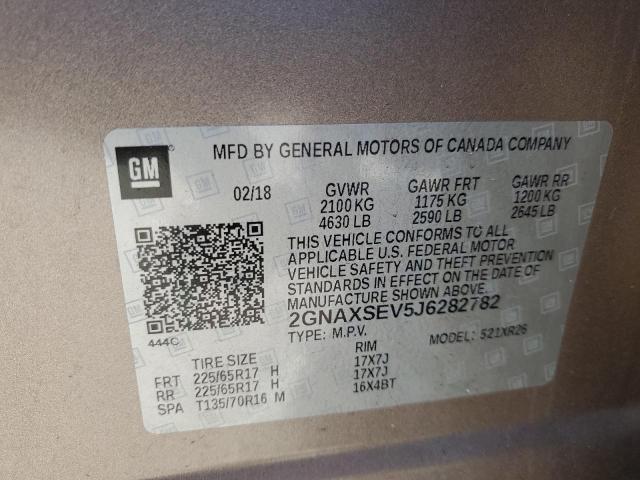 GM
MFD BY GENERAL MOTORS OF CANADA COMPANY
02/18 GVWR GAWR FRT GAWR RR
2100 KG 1175 KG 1200 KG
4630 LB 2590 LB 2645 LB
THIS VEHICLE CONFORMS TO ALL
APPLICABLE U.S. FEDERAL MOTOR
VEHICLE SAFETY AND THEFT PREVENTION
STANDARDS IN EFFECT ON THE DATE OF
MANUFACTURE SHOWN ABOVE.
2GNAXSEV5J6282782
444C TYPE: M.P.V. MODEL: 521XR26
TIRE SIZE RIM
FRT 225/65R17 H 17X7J
RR 225/65R17 H 17X7J
SPA T135/70R16 M 16X4BT